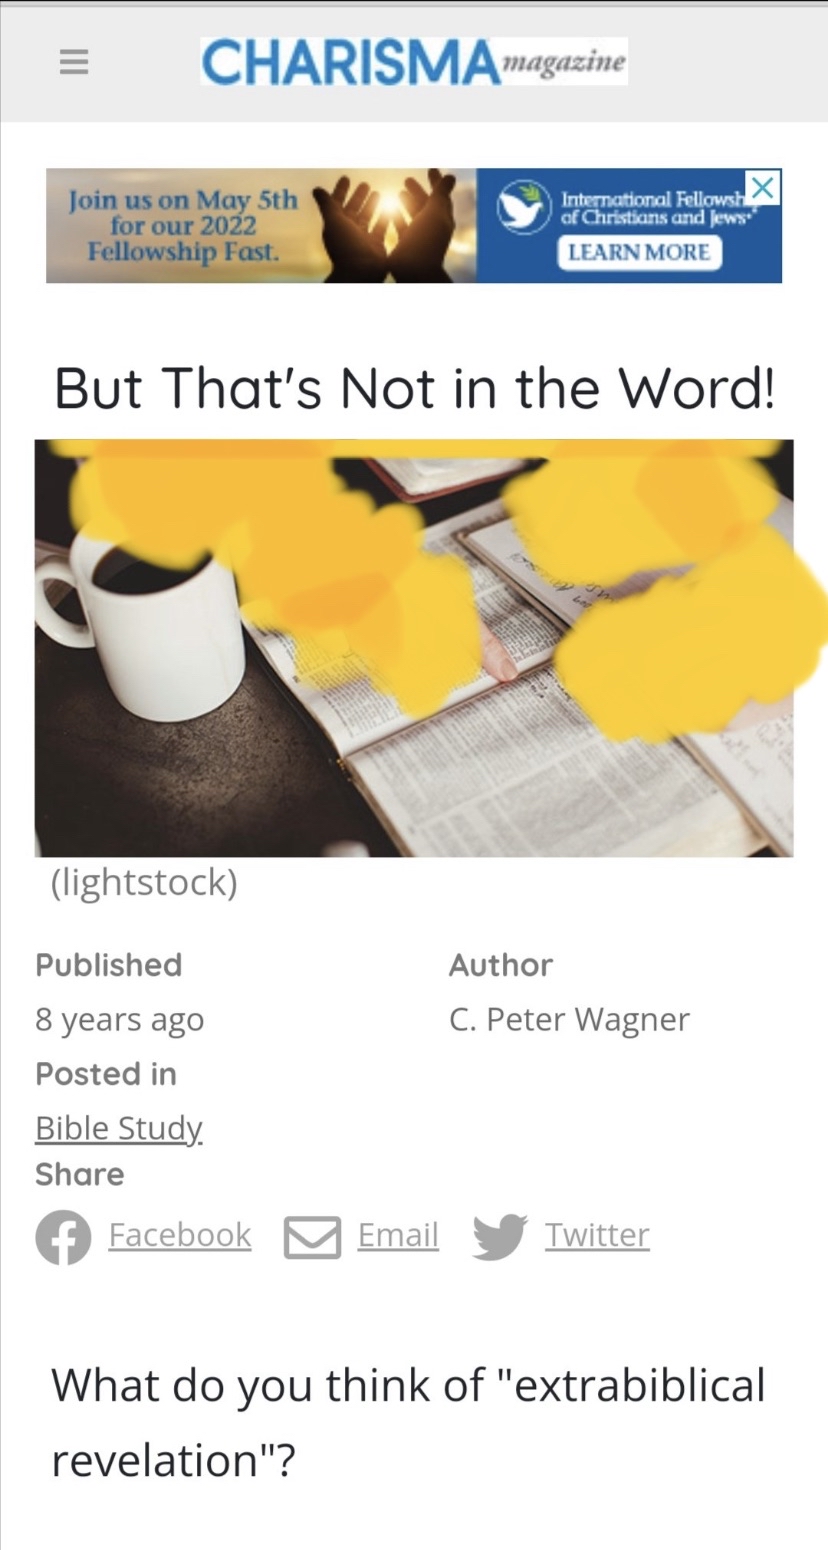 CHARISMA magazine
Join us on May 5th
for our 2022
Fellowship Fast.
International
of Christians and Jews
LEARN MORE
But That's Not in the Word!
(lightstock)
Published
Author
8 years ago
C. Peter Wagner
Posted in
Bible Study
Share
Facebook
Email
Twitter
What do you think of "extrabiblical
revelation"?